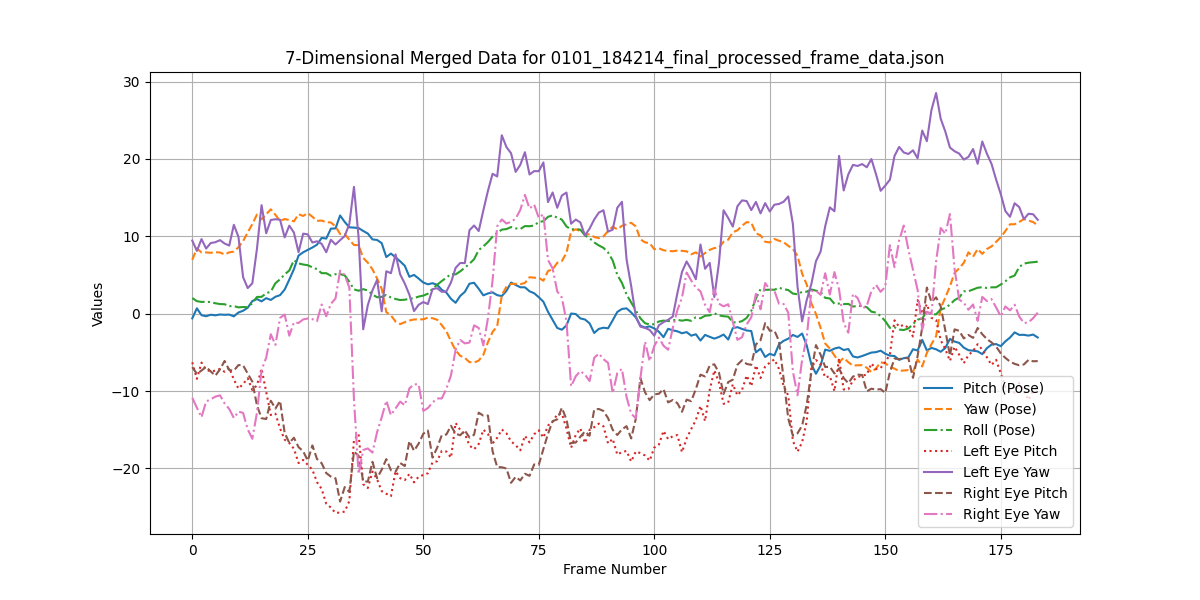 7-Dimensional Merged Data for 0101_184214_final_processed_frame_data.json
Values
30
20
10
0
−10
−20
0 25 50 75 100 125 150 175
Frame Number
Pitch (Pose)
Yaw (Pose)
Roll (Pose)
Left Eye Pitch
Left Eye Yaw
Right Eye Pitch
Right Eye Yaw